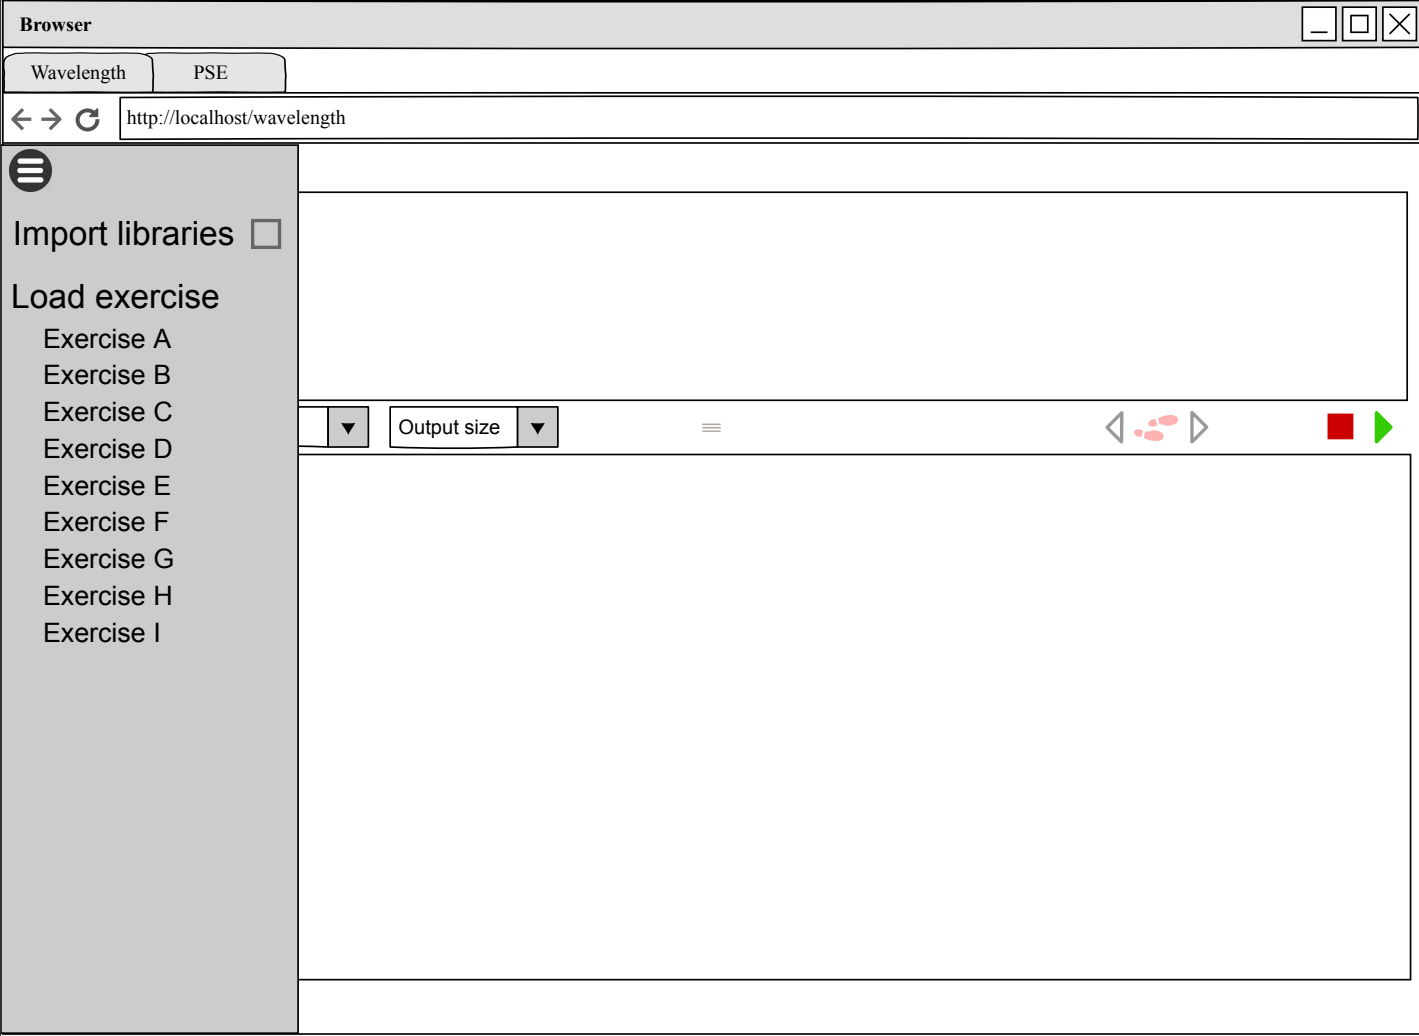 Browser
Wavelength
PSE
http://localhost/wavelength
Import libraries
Load exercise
Exercise A
Exercise B
Exercise C
Exercise D
Exercise E
Exercise F
Exercise G
Exercise H
Exercise I
Output size